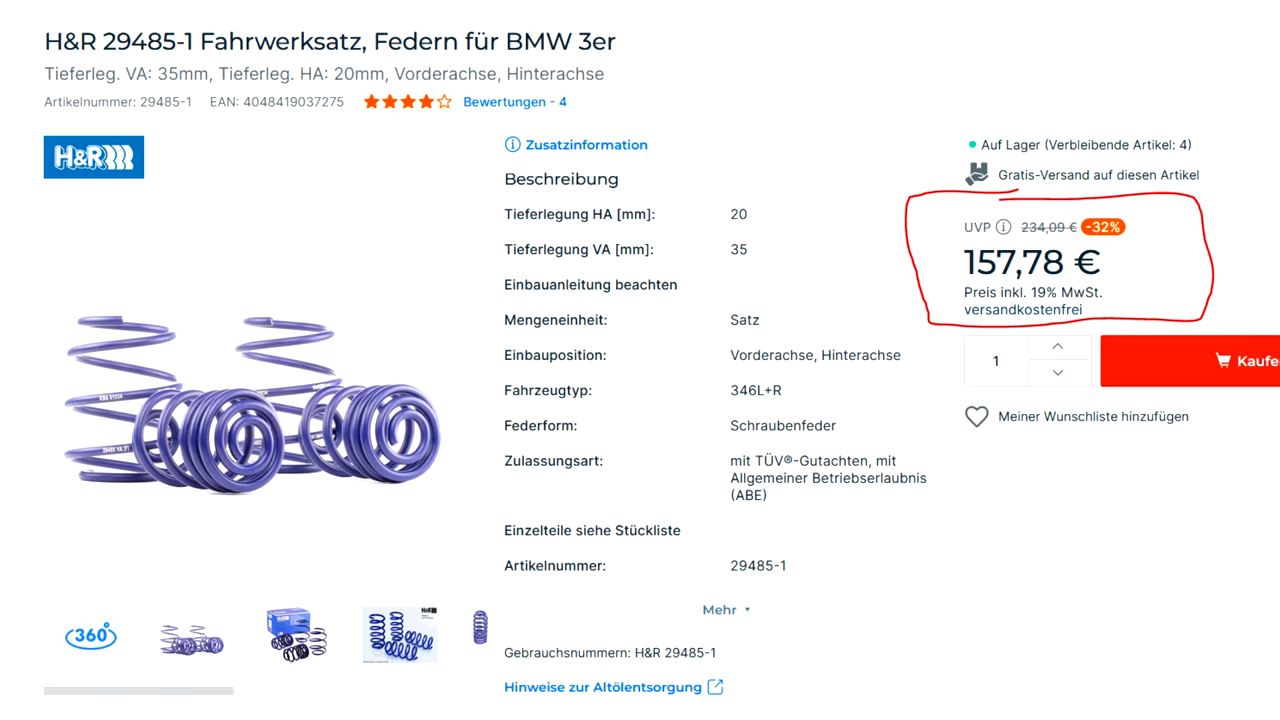 H&R 29485-1 Fahrwerksatz, Federn für BMW 3er
Tieferleg. VA: 35mm, Tieferleg. HA: 20mm, Vorderachse, Hinterachse
Artikelnummer: 29485-1 EAN: 4048419037275 Bewertungen - 4
H&R
Zusatzinformation
Beschreibung
Tieferlegung HA [mm]: 20
Tieferlegung VA [mm]: 35
Einbauanleitung beachten
Mengeneinheit: Satz
Einbauposition: Vorderachse, Hinterachse
Fahrzeugtyp: 346L+R
Federform: Schraubenfeder
Zulassungsart: mit TÜV®-Gutachten, mit
Allgemeiner Betriebserlaubnis
(ABE)
Einzelteile siehe Stückliste
Artikelnummer: 29485-1
Mehr
Gebrauchsnummern: H&R 29485-1
Hinweise zur Altölentsorgung
Auf Lager (Verbleibende Artikel: 4)
Gratis-Versand auf diesen Artikel
UVP 234,09 € -32%
157,78 €
Preis inkl. 19% MwSt.
versandkostenfrei
1
Kaufe
Meiner Wunschliste hinzufügen
360°
H&R